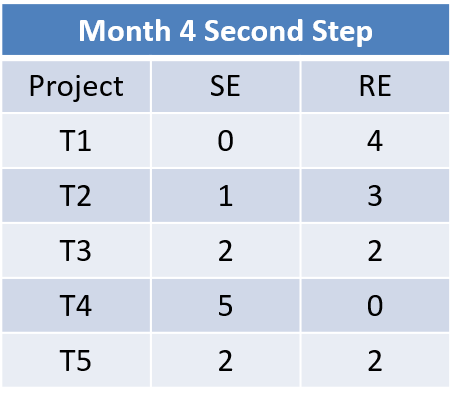 Month 4 Second Step
Project SE RE
T1 0 4
T2 1 3
T3 2 2
T4 5 0
T5 2 2